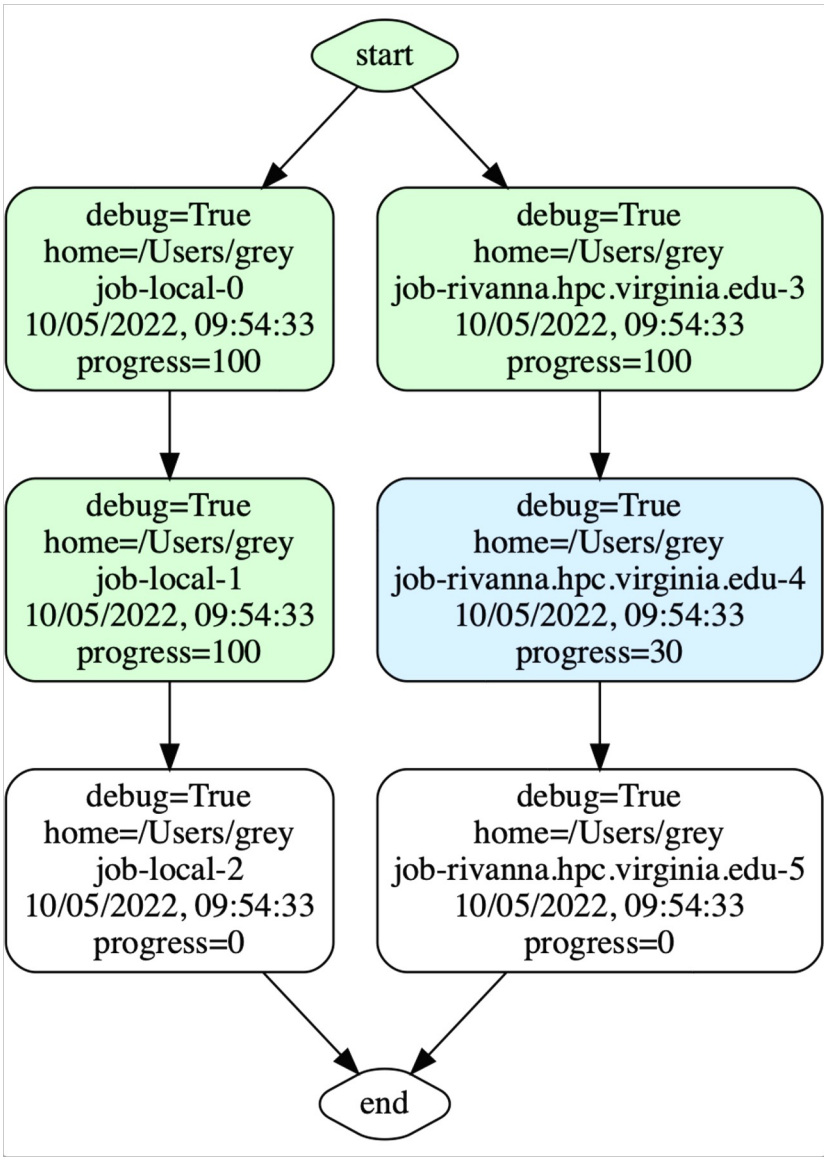 start
debug=True
home=/Users/grey
job-local-0
10/05/2022, 09:54:33
progress=100
debug=True
home=/Users/grey
job-rivanna.hpc.virginia.edu-3
10/05/2022, 09:54:33
progress=100
debug=True
home=/Users/grey
job-local-1
10/05/2022, 09:54:33
progress=100
debug=True
home=/Users/grey
job-rivanna.hpc.virginia.edu-4
10/05/2022, 09:54:33
progress=30
debug=True
home=/Users/grey
job-local-2
10/05/2022, 09:54:33
progress=0
debug=True
home=/Users/grey
job-rivanna.hpc.virginia.edu-5
10/05/2022, 09:54:33
progress=0
end